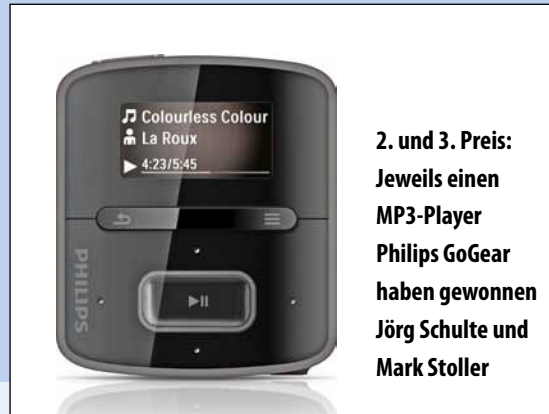 Colourless Colour
La Roux
4:23/5:45
PHILIPS
2. und 3. Preis:
Jeweils einen
MP3-Player
Philips GoGear
haben gewonnen
Jörg Schulte und
Mark Stoller